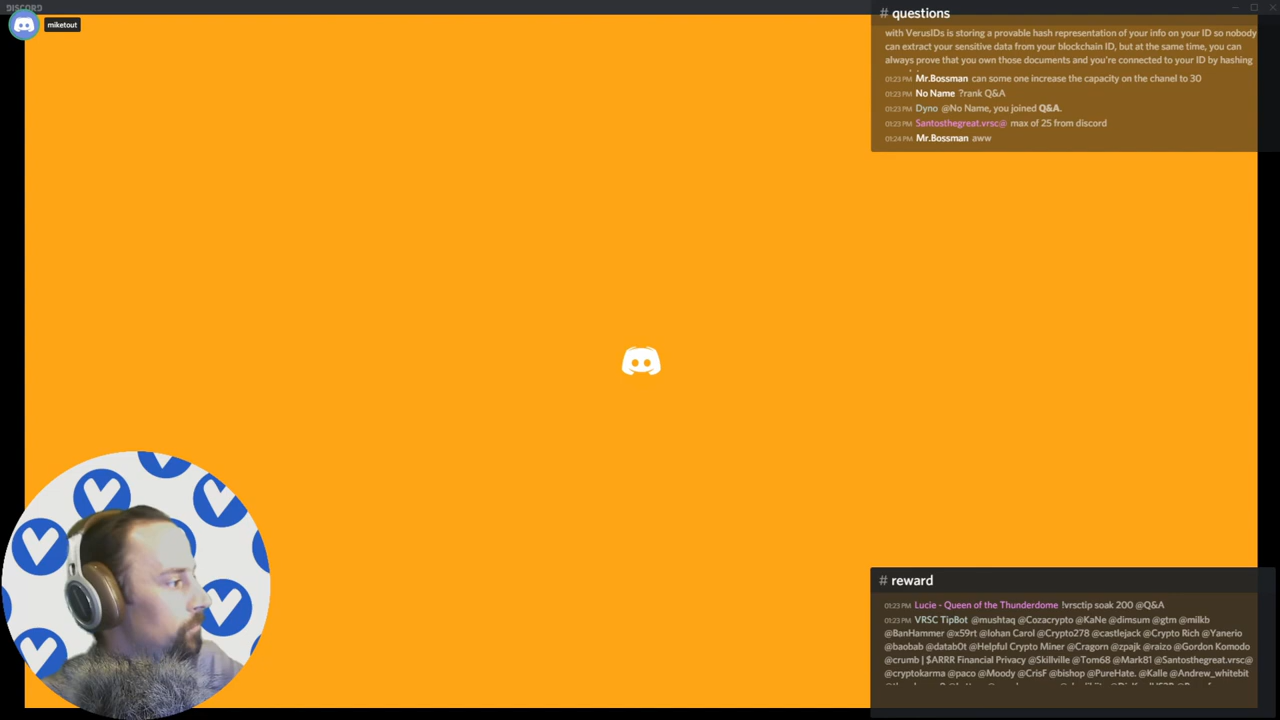 DISCORD
miketout
# questions
with VerusIDs is storing a provable hash representation of your info on your ID so nobody
can extract your sensitive data from your blockchain ID, but at the same time, you can
always prove that you own those documents and you're connected to your ID by hashing
01:23 PM Mr.Bossman can some one increase the capacity on the chanel to 30
01:23 PM No Name ?rank Q&A
01:23 PM Dyno @No Name, you joined Q&A.
01:23 PM Santosthegreat.vrsc@ max of 25 from discord
01:24 PM Mr.Bossman aww
# reward
01:23 PM Lucie - Queen of the Thunderdome !vrsctip soak 200 @Q&A
01:23 PM VRSC TipBot @mushtaq @Cozacrypto @KaNe @dimsum @gtm @milkb
@BanHammer @x59rt @Iohan Carol @Crypto278 @castlejack @Crypto Rich @Yanerio
@baobab @datab0t @Helpful Crypto Miner @Cragorn @zpajk @raizo @Gordon Komodo
@crumb | $ARRR Financial Privacy @Skillville @Tom68 @Mark81 @Santosthegreat.vrsc@
@cryptokarma @paco @Moody @CrisF @bishop @PureHate. @Kalle @Andrew_whitebit